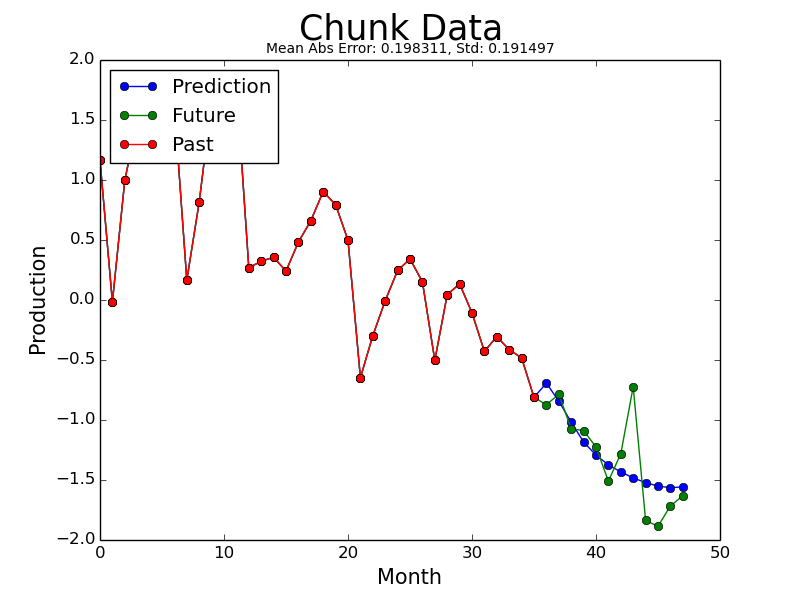 Chunk Data
Mean Abs Error: 0.198311, Std: 0.191497
Prediction
Future
Past
2.0
1.5
1.0
0.5
0.0
−0.5
−1.0
−1.5
−2.0
Production
0 10 20 30 40 50
Month